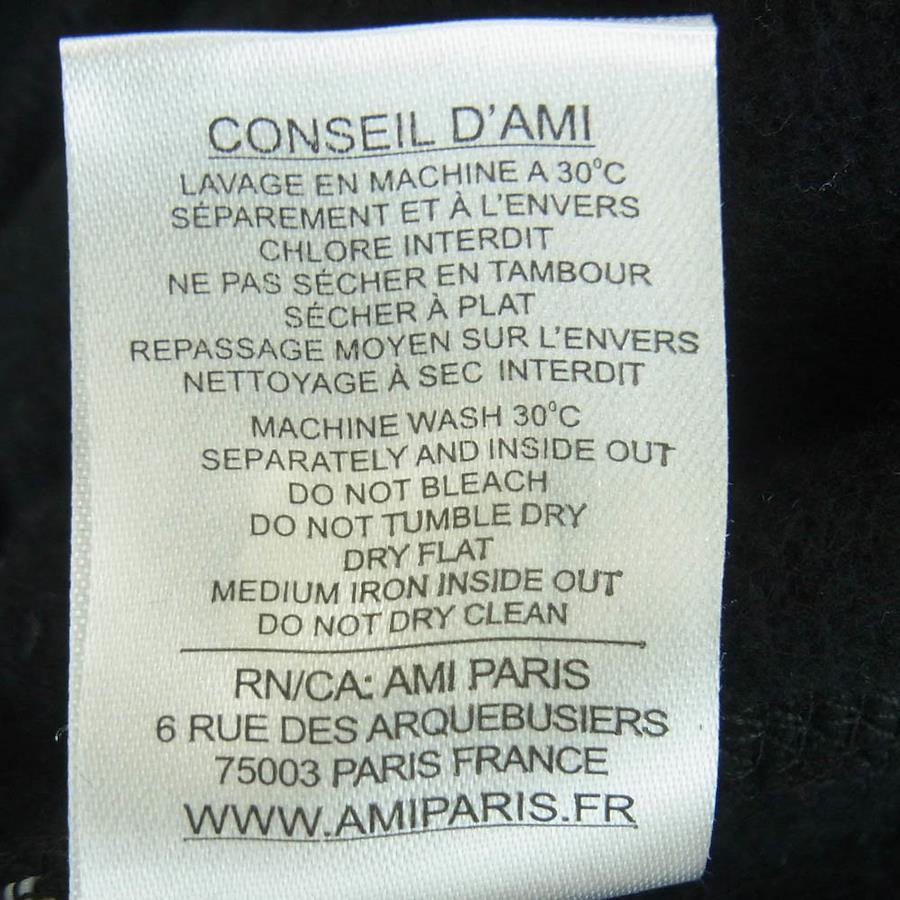 CONSEIL D'AMI
LAVAGE EN MACHINE A 30°C
SÉPAREMENT ET À L'ENVERS
CHLORE INTERDIT
NE PAS SÉCHER EN TAMBOUR
SÉCHER À PLAT
REPASSAGE MOYEN SUR L'ENVERS
NETTOYAGE À SEC INTERDIT
MACHINE WASH 30°C
SEPARATELY AND INSIDE OUT
DO NOT BLEACH
DO NOT TUMBLE DRY
DRY FLAT
MEDIUM IRON INSIDE OUT
DO NOT DRY CLEAN
RN/CA: AMI PARIS
6 RUE DES ARQUEBUSIERS
75003 PARIS FRANCE
WWW.AMIPARIS.FR